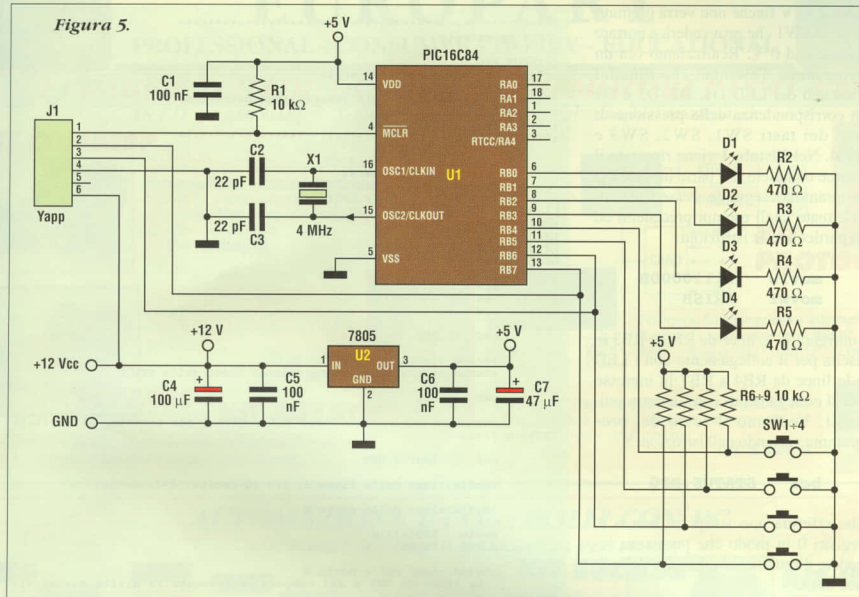 Figura 5.
+5 V
PIC16C84
C1
100 nF
R1
10 kΩ
14
VDD
4
MCLR
16
OSC1/CLKIN
15
OSC2/CLKOUT
5
VSS
U1
RA0
17
RA1
18
RA2
1
RA3
2
RTCC/RA4
3
RB0
6
RB1
7
RB2
8
RB3
9
RB4
10
RB5
11
RB6
12
RB7
13
J1
1
2
3
4
5
6
Yapp
C2
22 pF
X1
22 pF
C3
4 MHz
D1
R2
470 Ω
D2
R3
470 Ω
D3
R4
470 Ω
D4
R5
470 Ω
+5 V
R6÷9 10 kΩ
SW1÷4
+12 V
+12 Vcc
GND
C4
100 µF
+
C5
100
nF
7805
U2
1
IN
OUT
3
GND
2
+5 V
C6
100
nF
+
C7
47 µF